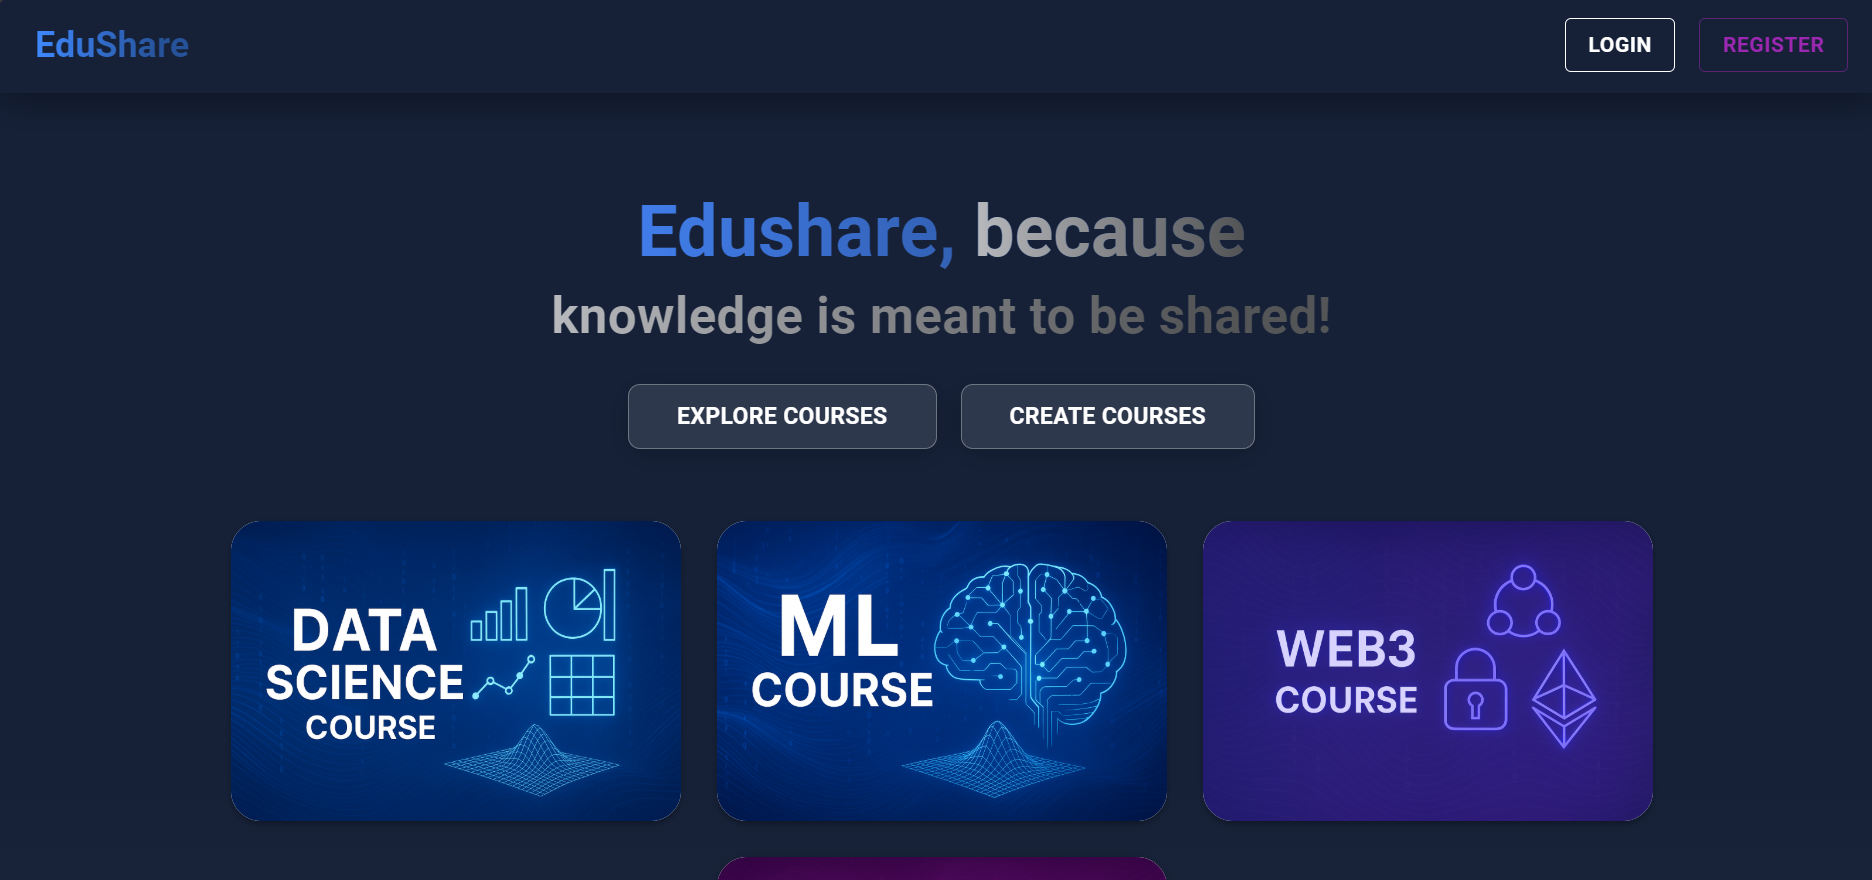 EduShare
LOGIN
REGISTER
Edushare, because
knowledge is meant to be shared!
EXPLORE COURSES
CREATE COURSES
DATA
SCIENCE
COURSE
ML
COURSE
WEB3
COURSE